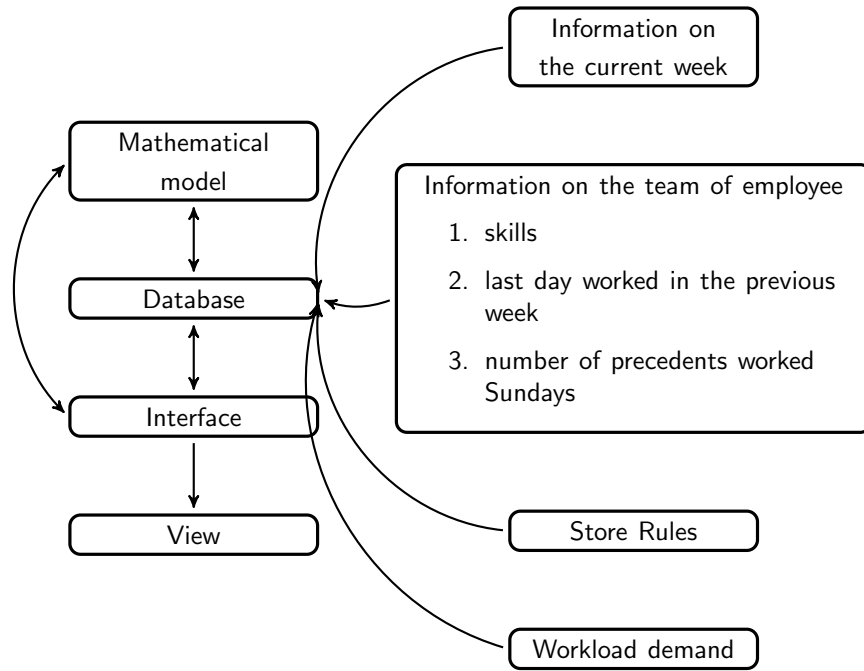 Information on
the current week
Mathematical
model
Information on the team of employee
1. skills
2. last day worked in the previous
week
3. number of precedents worked
Sundays
Database
Interface
View
Store Rules
Workload demand